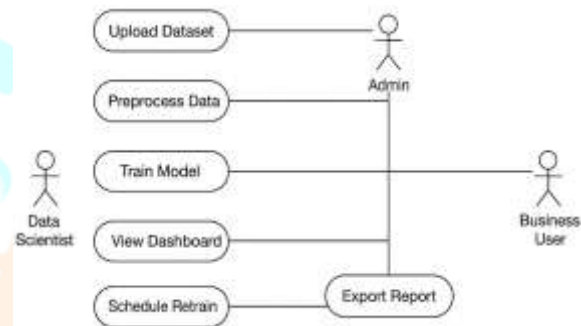 Upload Dataset
Admin
Preprocess Data
Train Model
Data
Scientist
Business
User
View Dashboard
Export Report
Schedule Retrain